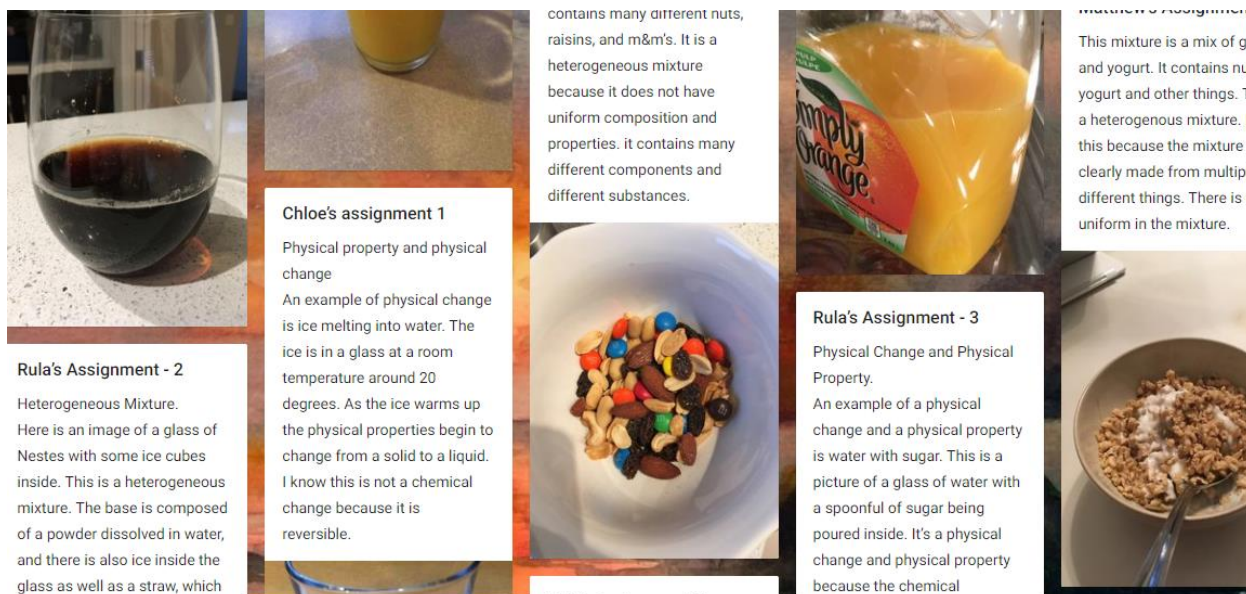 Rula's Assignment - 2
Heterogeneous Mixture.
Here is an image of a glass of
Nestes with some ice cubes
inside. This is a heterogeneous
mixture. The base is composed
of a powder dissolved in water,
and there is also ice inside the
glass as well as a straw, which
Chloe's assignment 1
Physical property and physical
change
An example of physical change
is ice melting into water. The
ice is in a glass at a room
temperature around 20
degrees. As the ice warms up
the physical properties begin to
change from a solid to a liquid.
I know this is not a chemical
change because it is
reversible.
contains many different nuts,
raisins, and m&m's. It is a
heterogeneous mixture
because it does not have
uniform composition and
properties. it contains many
different components and
different substances.
PULP
PULPE
Simply
Orange
Rula's Assignment - 3
Physical Change and Physical
Property.
An example of a physical
change and a physical property
is water with sugar. This is a
picture of a glass of water with
a spoonful of sugar being
poured inside. It's a physical
change and physical property
because the chemical
Matthew's Assignment
This mixture is a mix of g
and yogurt. It contains nu
yogurt and other things. T
a heterogenous mixture.
this because the mixture
clearly made from multip
different things. There is
uniform in the mixture.